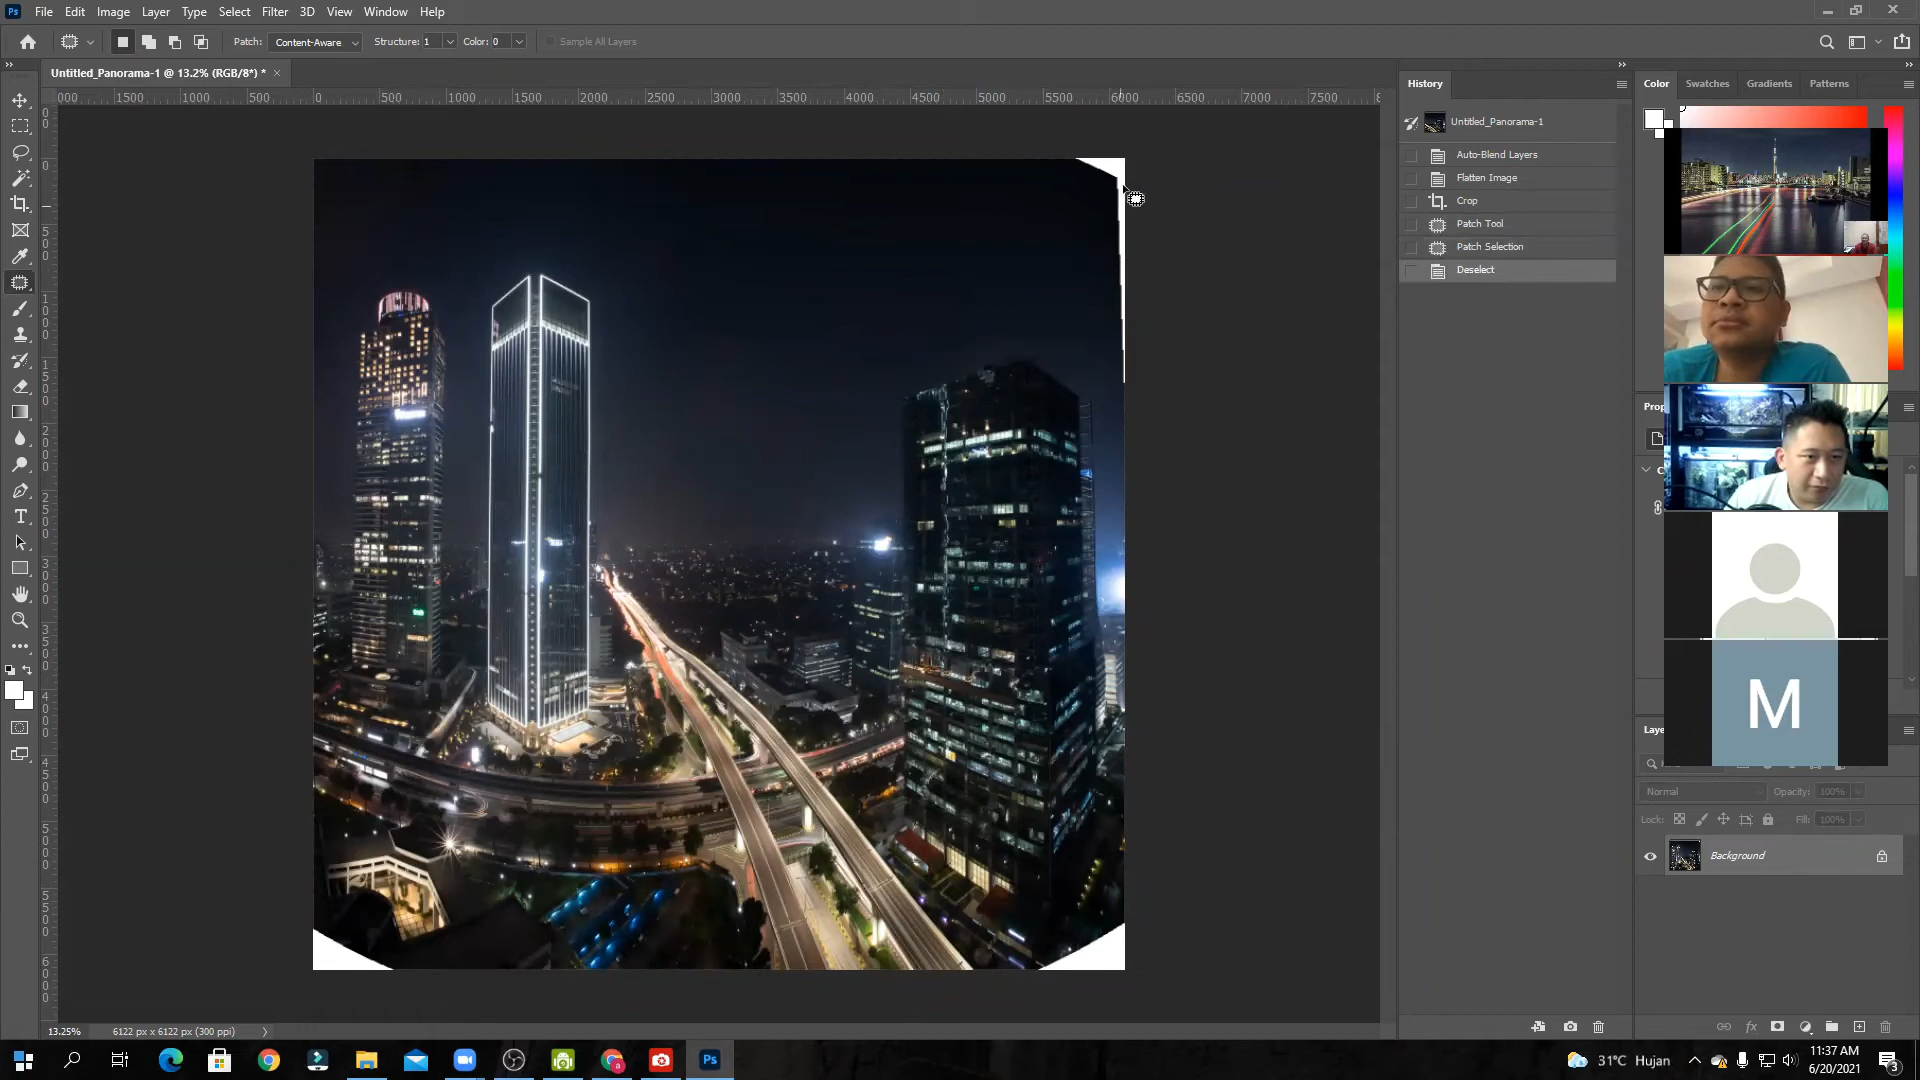 Ps File Edit Image Layer Type Select Filter 3D View Window Help
Patch: Content-Aware Structure: 1 Color: 0 Sample All Layers
Untitled_Panorama-1 @ 13.2% (RGB/8*) *
000 1500 1000 500 0 500 1000 1500 2000 2500 3000 3500 4000 4500 5000 5500 6000 6500 7000 7500 8
History
Untitled_Panorama-1
Auto-Blend Layers
Flatten Image
Crop
Patch Tool
Patch Selection
Deselect
Color Swatches Gradients Patterns
Prop
C
M
Laye
Normal Opacity: 100%
Lock: Fill: 100%
Background
13.25% 6122 px x 6122 px (300 ppi)
Ps
31°C Hujan
11:37 AM
6/20/2021
3